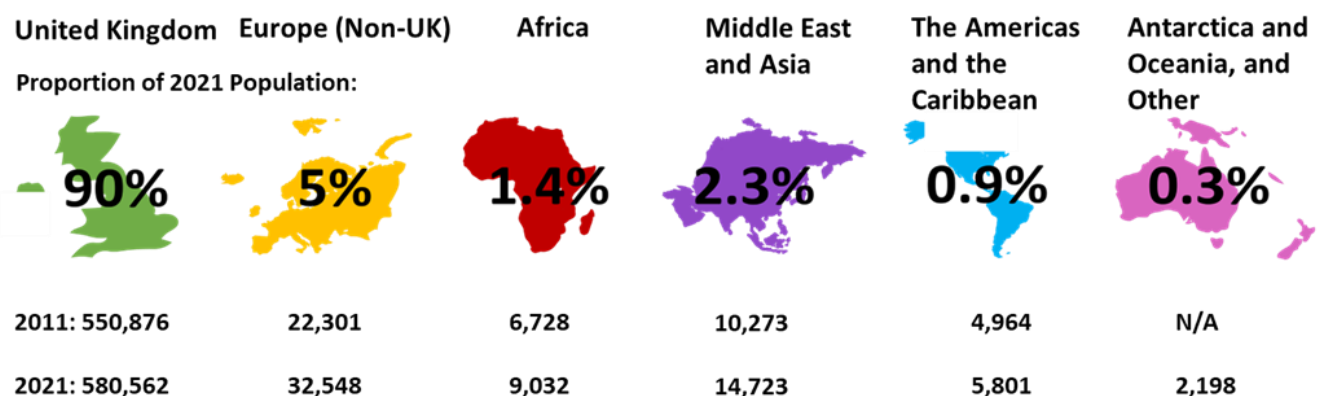 United Kingdom Europe (Non-UK) Africa Middle East and Asia The Americas and the Caribbean Antarctica and Oceania, and Other
Proportion of 2021 Population:
90% 5% 1.4% 2.3% 0.9% 0.3%
2011: 550,876 22,301 6,728 10,273 4,964 N/A
2021: 580,562 32,548 9,032 14,723 5,801 2,198